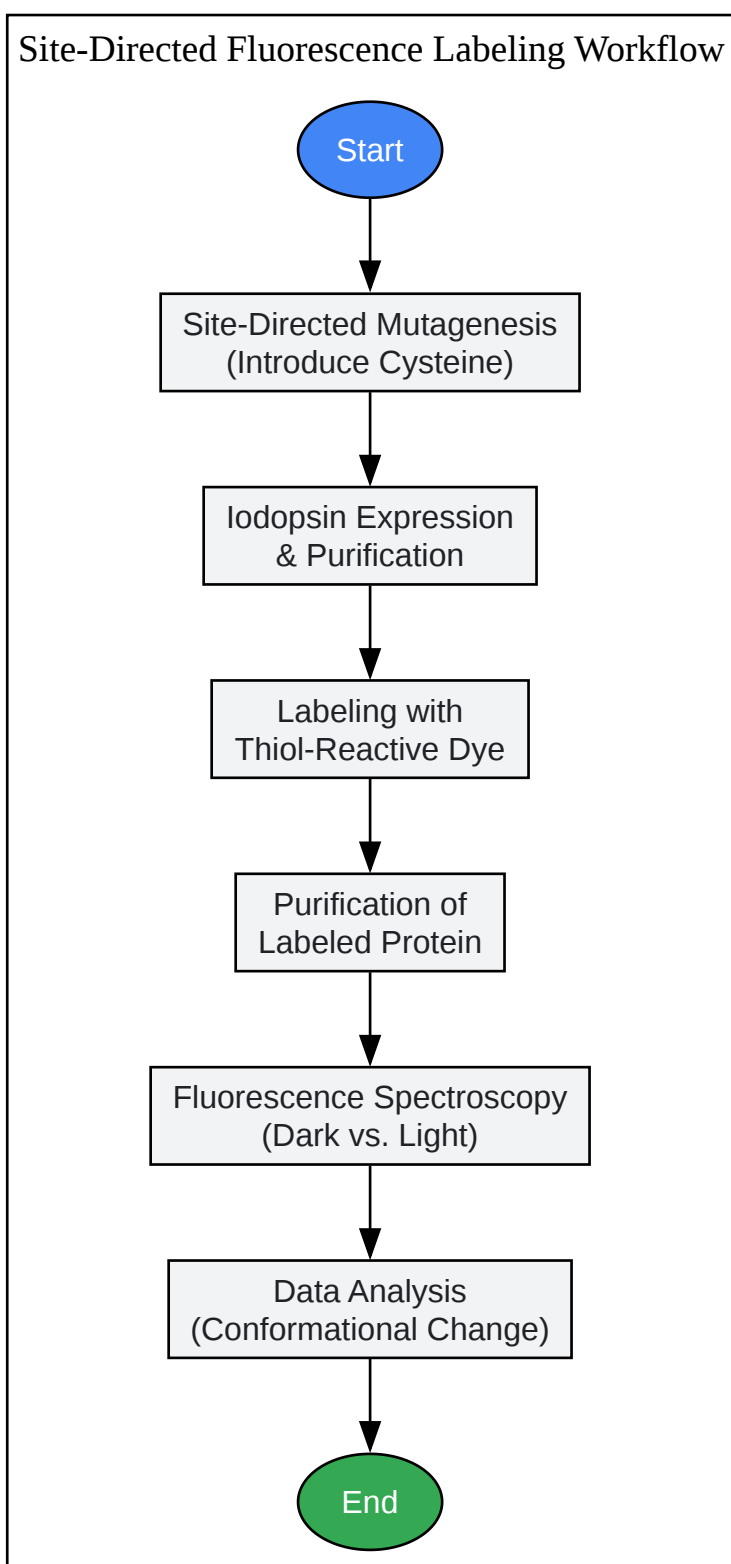 Site-Directed Fluorescence Labeling Workflow
Start
Site-Directed Mutagenesis
(Introduce Cysteine)
Iodopsin Expression
& Purification
Labeling with
Thiol-Reactive Dye
Purification of
Labeled Protein
Fluorescence Spectroscopy
(Dark vs. Light)
Data Analysis
(Conformational Change)
End